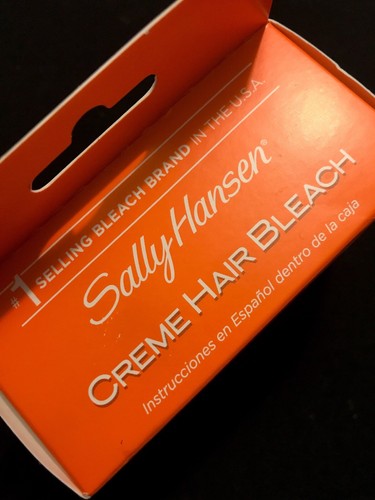 #1 SELLING BLEACH BRAND IN THE U.S.A.
Sally Hansen®
CREME HAIR BLEACH
Instrucciones en Español dentro de la caja